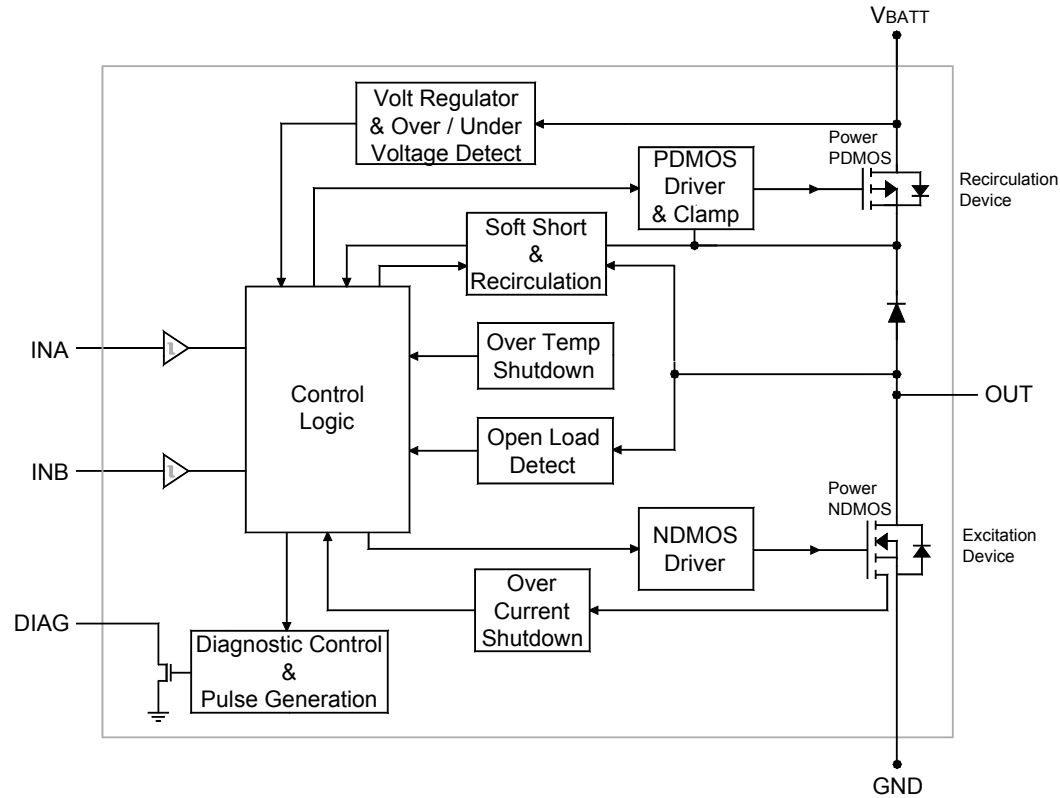 VBATT
Volt Regulator
& Over / Under
Voltage Detect
Power
PDMOS
PDMOS
Driver
& Clamp
Recirculation
Device
Soft Short
&
Recirculation
INA
Over Temp
Shutdown
Control
Logic
OUT
INB
Open Load
Detect
Power
NDMOS
NDMOS
Driver
Excitation
Device
Over
Current
Shutdown
DIAG
Diagnostic Control
&
Pulse Generation
GND